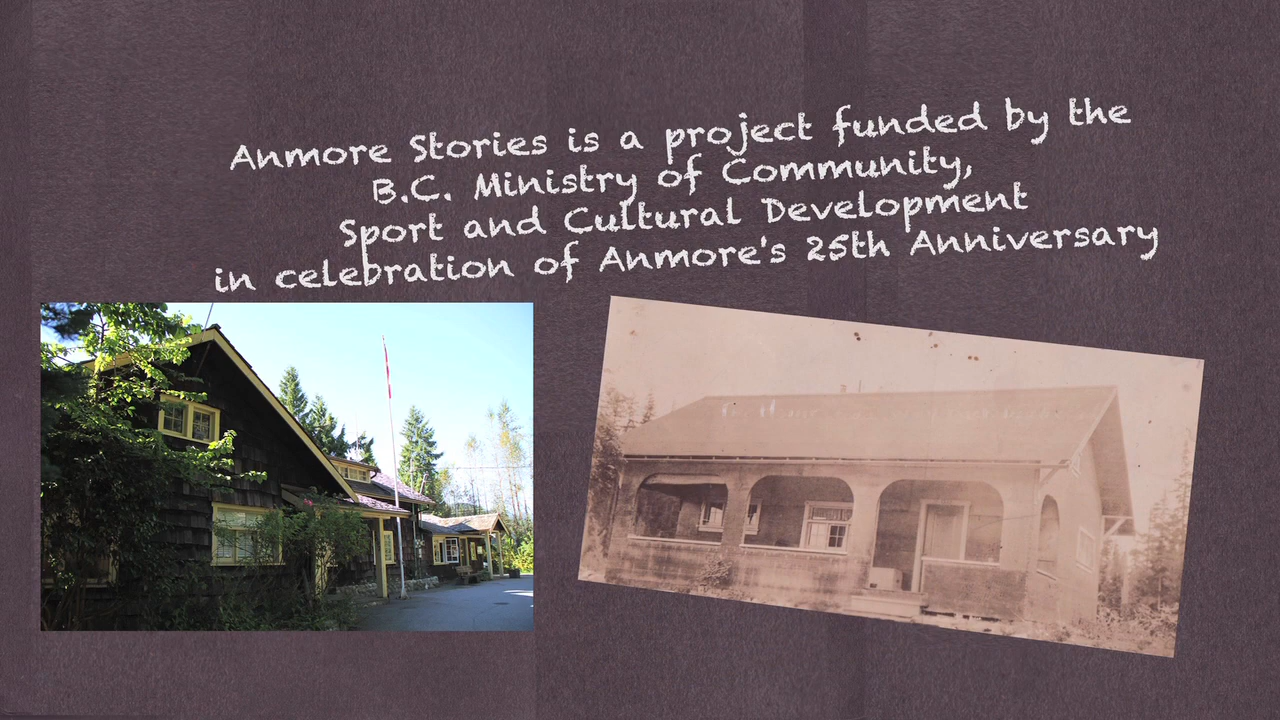 Anmore Stories is a project funded by the
B.C. Ministry of Community,
Sport and Cultural Development
in celebration of Anmore's 25th Anniversary